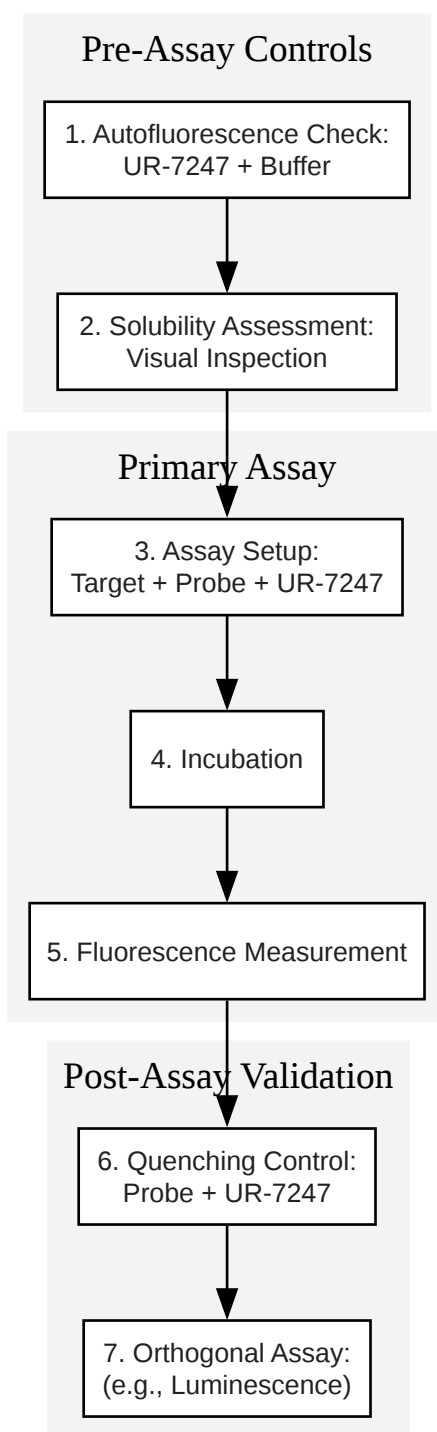 Pre-Assay Controls
1. Autofluorescence Check:
UR-7247 + Buffer
2. Solubility Assessment:
Visual Inspection
Primary Assay
3. Assay Setup:
Target + Probe + UR-7247
4. Incubation
5. Fluorescence Measurement
Post-Assay Validation
6. Quenching Control:
Probe + UR-7247
7. Orthogonal Assay:
(e.g., Luminescence)